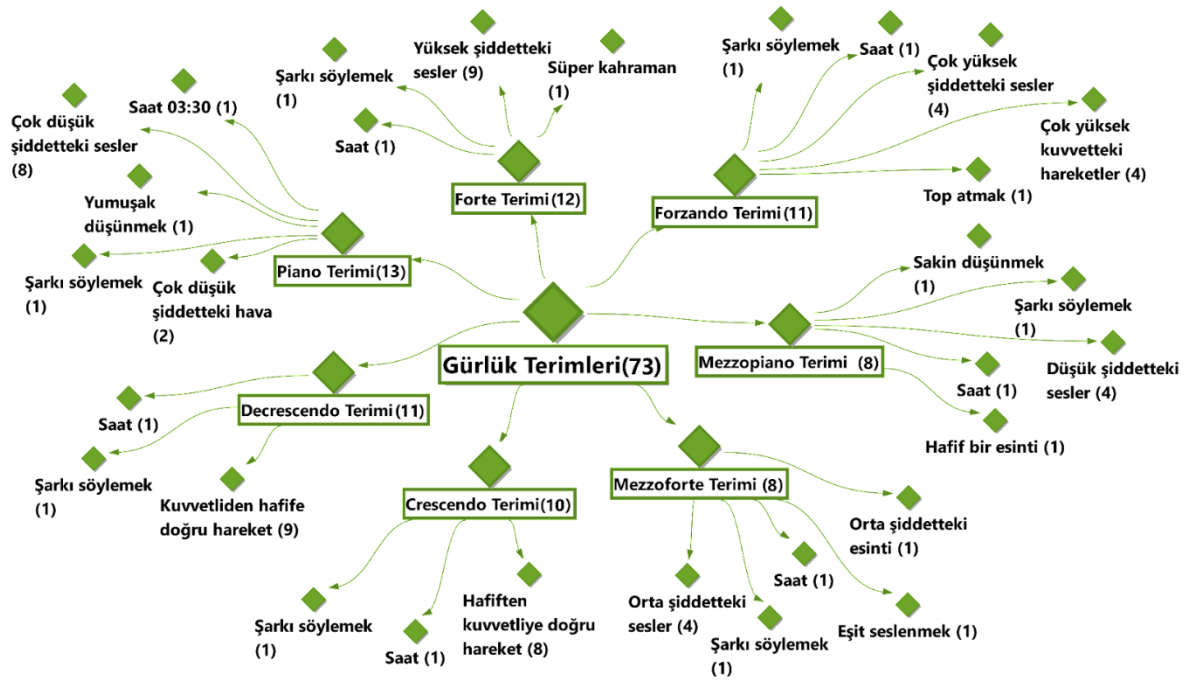 Şarkı söylemek
(1)
Saat (1)
Yüksek şiddetteki
sesler (9)
Süper kahraman
(1)
Forte Terimi(12)
Şarkı söylemek
(1)
Saat (1)
Çok yüksek
şiddetteki sesler
(4)
Çok yüksek
kuvvetteki
hareketler (4)
Top atmak (1)
Forzando Terimi(11)
Saat 03:30 (1)
Çok düşük
şiddetteki sesler
(8)
Yumuşak
düşünmek (1)
Şarkı söylemek
(1)
Çok düşük
şiddetteki hava
(2)
Piano Terimi(13)
Sakin düşünmek
(1)
Şarkı söylemek
(1)
Düşük şiddetteki
sesler (4)
Saat (1)
Hafif bir esinti (1)
Mezzopiano Terimi (8)
Gürlük Terimleri(73)
Decrescendo Terimi(11)
Saat (1)
Şarkı söylemek
(1)
Kuvvetliden hafife
doğru hareket (9)
Crescendo Terimi(10)
Şarkı söylemek
(1)
Saat (1)
Hafiften
kuvvetliye doğru
hareket (8)
Mezzoforte Terimi (8)
Orta şiddetteki
esinti (1)
Saat (1)
Orta şiddetteki
sesler (4)
Şarkı söylemek
(1)
Eşit seslenmek (1)